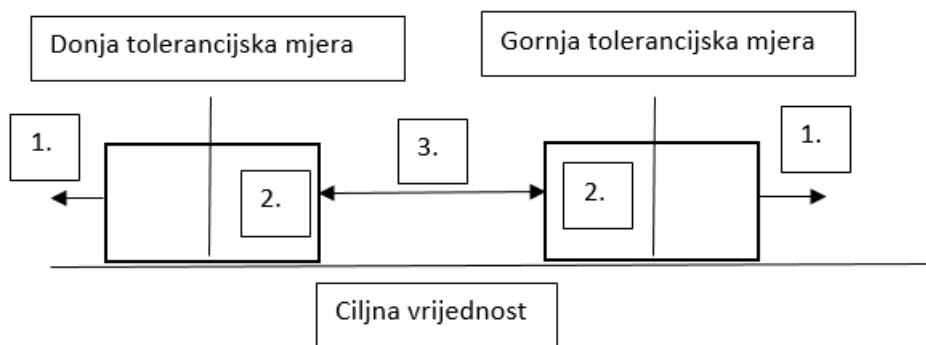 Donja tolerancijska mjera
Gornja tolerancijska mjera
1.
3.
1.
2.
2.
Ciljna vrijednost